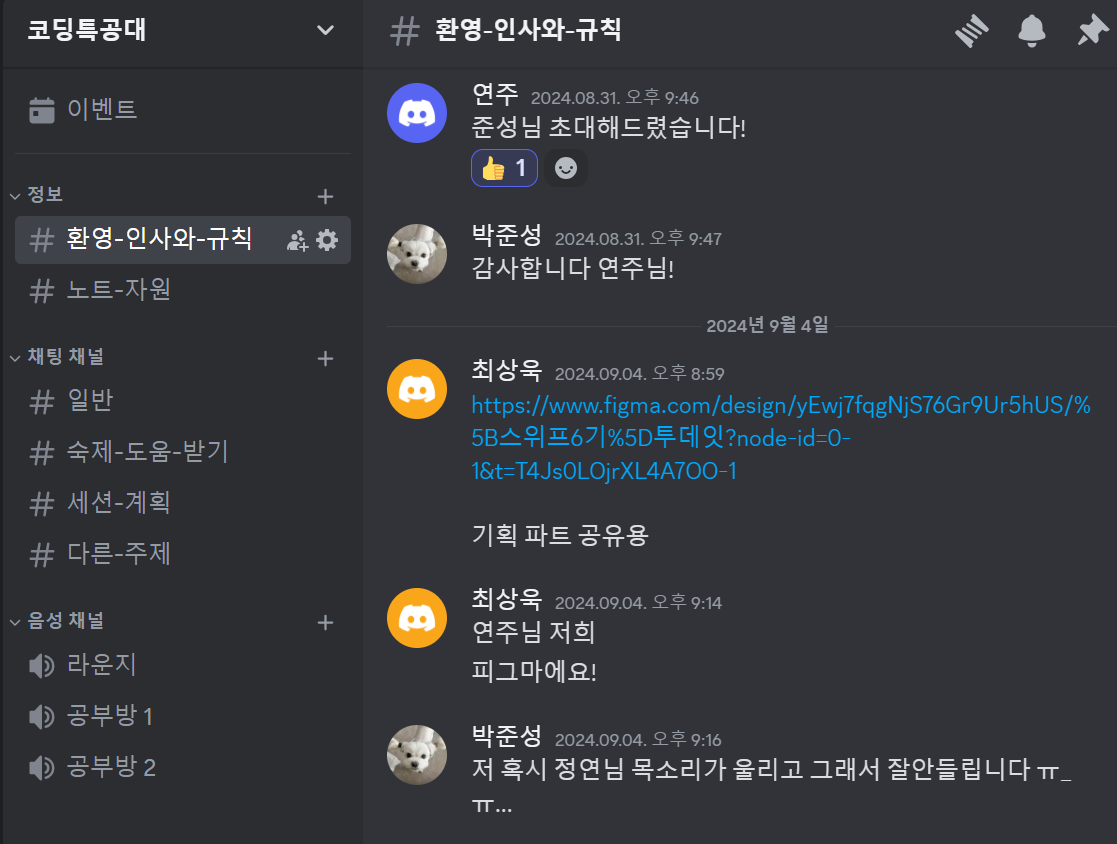 코딩특공대
이벤트
정보
환영-인사와-규칙
노트-자원
채팅 채널
일반
숙제-도움-받기
세션-계획
다른-주제
음성 채널
라운지
공부방 1
공부방 2
# 환영-인사와-규칙
연주 2024.08.31. 오후 9:46
준성님 초대해드렸습니다!
👍 1
박준성 2024.08.31. 오후 9:47
감사합니다 연주님!
2024년 9월 4일
최상욱 2024.09.04. 오후 8:59
https://www.figma.com/design/yEwj7fqgNjS76Gr9Ur5hUS/%
5B스위프6기%5D투데잇?node-id=0-
1&t=T4Js0LOjrXL4A7OO-1
기획 파트 공유용
최상욱 2024.09.04. 오후 9:14
연주님 저희
피그마에요!
박준성 2024.09.04. 오후 9:16
저 혹시 정연님 목소리가 울리고 그래서 잘안들립니다 ㅠ_
ㅠ...